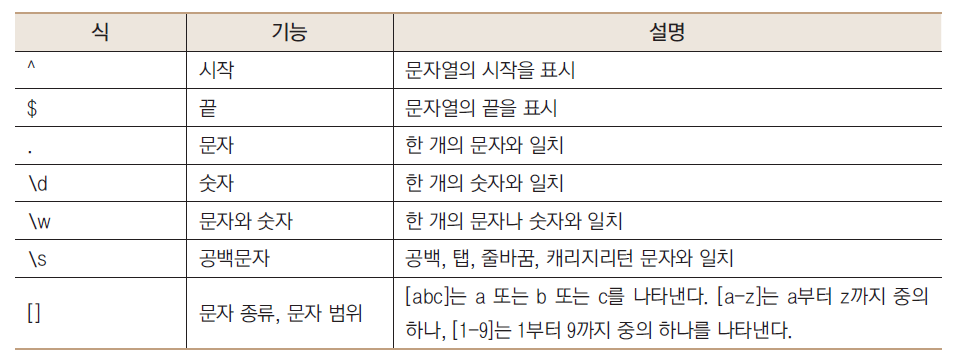 식 기능 설명
^ 시작 문자열의 시작을 표시
$ 끝 문자열의 끝을 표시
. 문자 한 개의 문자와 일치
\d 숫자 한 개의 숫자와 일치
\w 문자와 숫자 한 개의 문자나 숫자와 일치
\s 공백문자 공백, 탭, 줄바꿈, 캐리지리턴 문자와 일치
[] 문자 종류, 문자 범위 [abc]는 a 또는 b 또는 c를 나타낸다. [a-z]는 a부터 z까지 중의
하나, [1-9]는 1부터 9까지 중의 하나를 나타낸다.